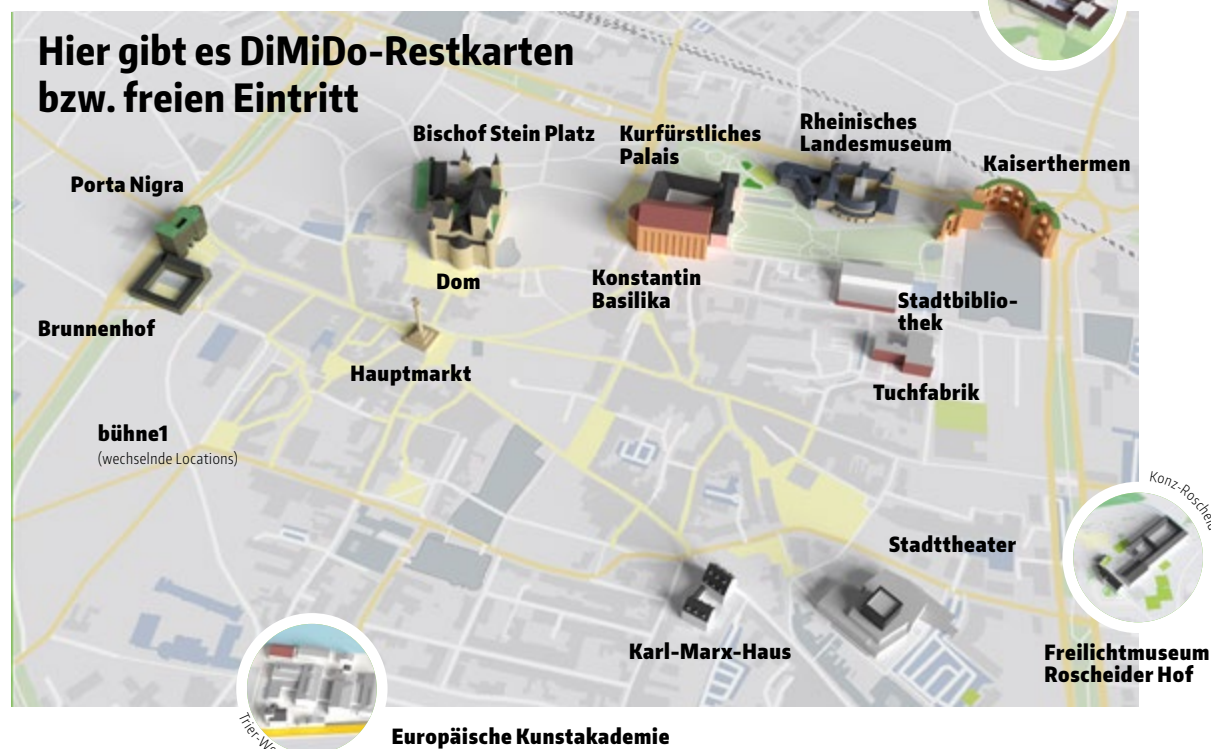 Hier gibt es DiMiDo-Restkarten
bzw. freien Eintritt
Bischof Stein Platz
Kurfürstliches
Palais
Rheinisches
Landesmuseum
Kaiserthermen
Porta Nigra
Dom
Konstantin
Basilika
Stadtbiblio-
thek
Brunnenhof
Hauptmarkt
Tuchfabrik
bühne1
(wechselnde Locations)
Stadttheater
Karl-Marx-Haus
Freilichtmuseum
Roscheider Hof
Europäische Kunstakademie